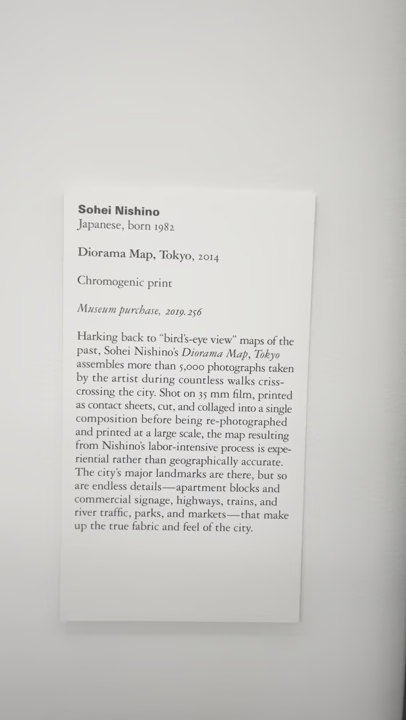 Sohei Nishino
Japanese, born 1982
Diorama Map, Tokyo, 2014
Chromogenic print
Museum purchase, 2019.256
Harking back to “bird’s-eye view” maps of the
past, Sohei Nishino’s Diorama Map, Tokyo
assembles more than 5,000 photographs taken
by the artist during countless walks criss-
crossing the city. Shot on 35 mm film, printed
as contact sheets, cut, and collaged into a single
composition before being re-photographed
and printed at a large scale, the map resulting
from Nishino’s labor-intensive process is expe-
riential rather than geographically accurate.
The city’s major landmarks are there, but so
are endless details—apartment blocks and
commercial signage, highways, trains, and
river traffic, parks, and markets—that make
up the true fabric and feel of the city.